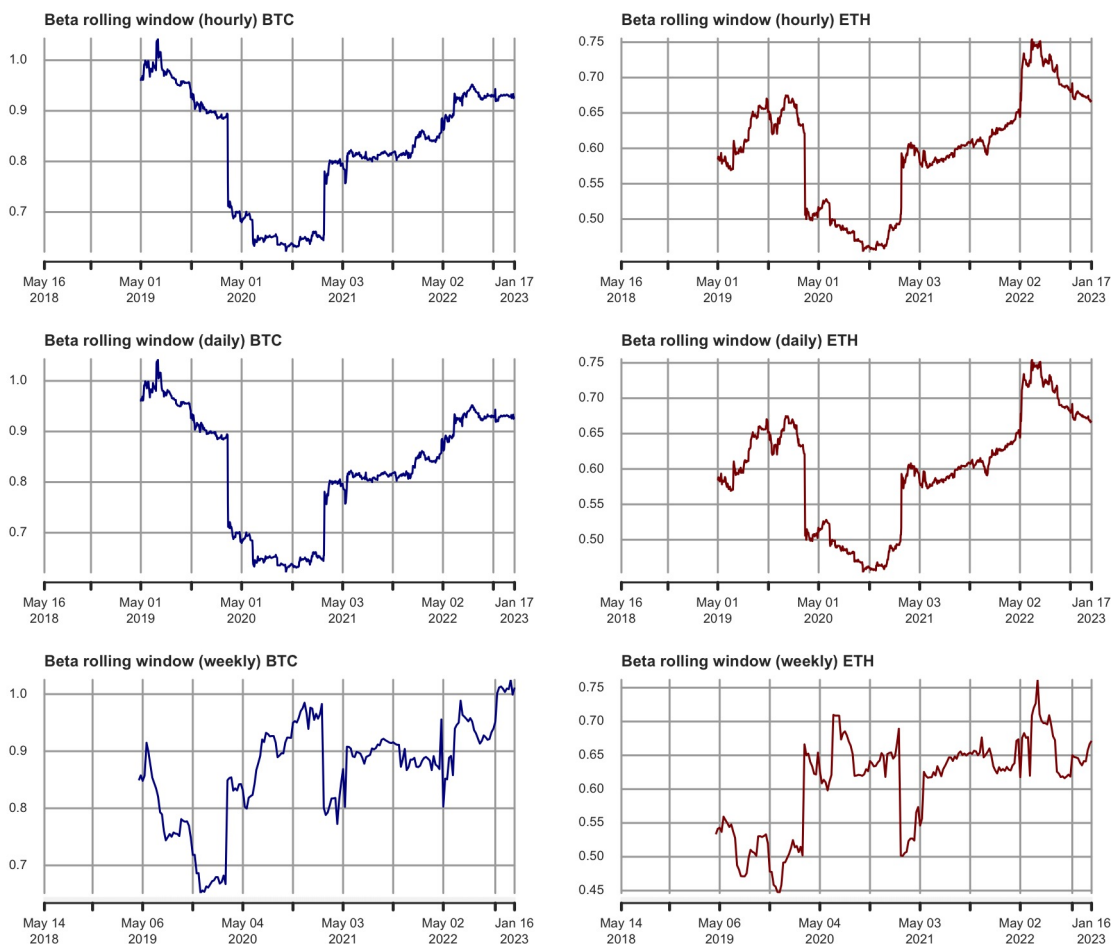 Beta rolling window (hourly) BTC
1.0
0.9
0.8
0.7
May 16 May 01 May 01 May 03 May 02 Jan 17
2018 2019 2020 2021 2022 2023
Beta rolling window (hourly) ETH
0.75
0.70
0.65
0.60
0.55
0.50
May 16 May 01 May 01 May 03 May 02 Jan 17
2018 2019 2020 2021 2022 2023
Beta rolling window (daily) BTC
1.0
0.9
0.8
0.7
May 16 May 01 May 01 May 03 May 02 Jan 17
2018 2019 2020 2021 2022 2023
Beta rolling window (daily) ETH
0.75
0.70
0.65
0.60
0.55
0.50
May 16 May 01 May 01 May 03 May 02 Jan 17
2018 2019 2020 2021 2022 2023
Beta rolling window (weekly) BTC
1.0
0.9
0.8
0.7
May 14 May 06 May 04 May 03 May 02 Jan 16
2018 2019 2020 2021 2022 2023
Beta rolling window (weekly) ETH
0.75
0.70
0.65
0.60
0.55
0.50
0.45
May 14 May 06 May 04 May 03 May 02 Jan 16
2018 2019 2020 2021 2022 2023